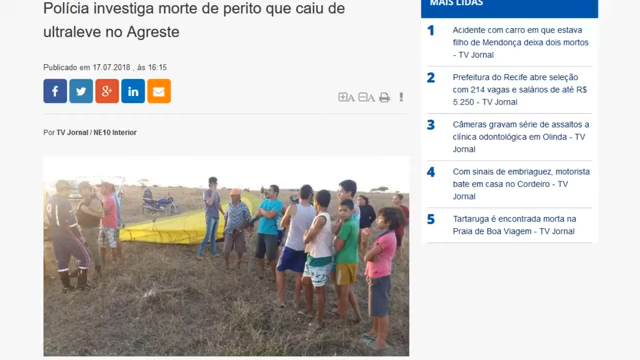 Polícia investiga morte de perito que caiu de
ultraleve no Agreste
Publicado em 17.07.2018 , às 16:15
A A
Por TV Jornal / NE10 Interior
MAIS LIDAS
1 Acidente com carro em que estava
filho de Mendonça deixa dois mortos
- TV Jornal
2 Prefeitura do Recife abre seleção
com 214 vagas e salários de até R$
5.250 - TV Jornal
3 Câmeras gravam série de assaltos a
clínica odontológica em Olinda - TV
Jornal
4 Com sinais de embriaguez, motorista
bate em casa no Cordeiro - TV
Jornal
5 Tartaruga é encontrada morta na
Praia de Boa Viagem - TV Jornal